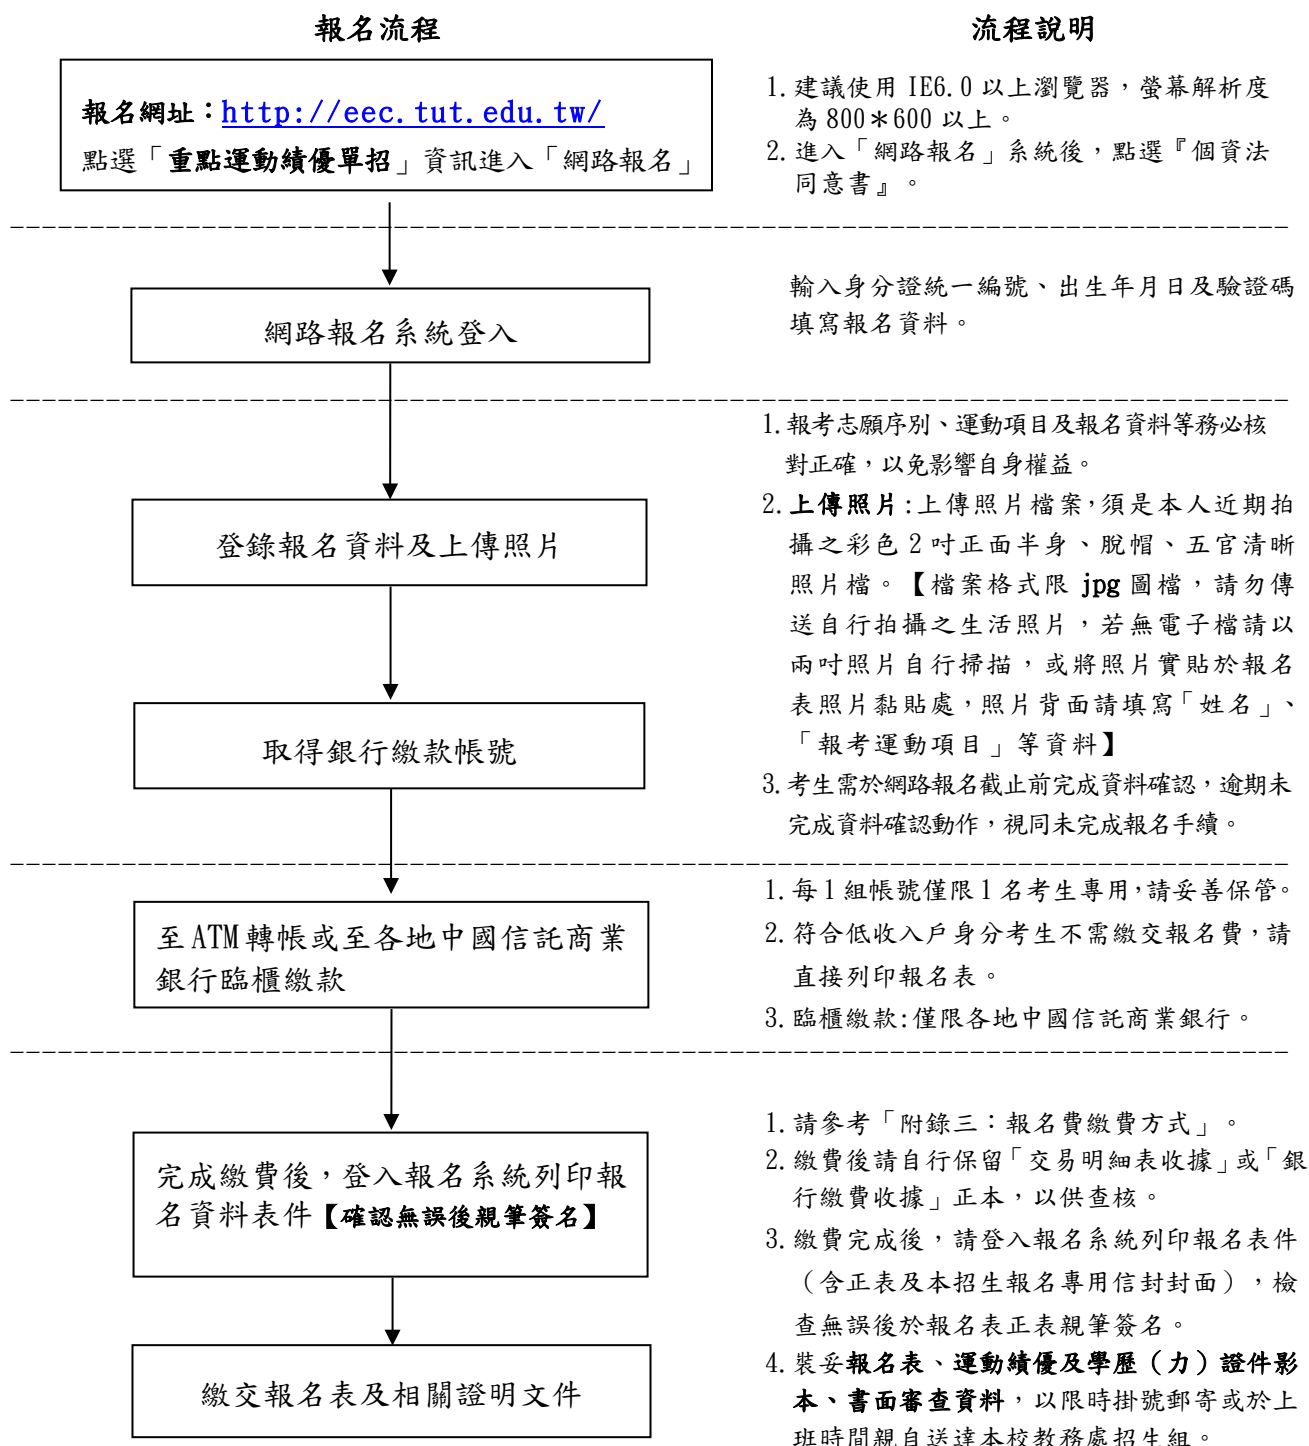 報名流程
流程說明
報名網址：http://eec.tut.edu.tw/
點選「重點運動績優單招」資訊進入「網路報名」
1.建議使用 IE6.0 以上瀏覽器，螢幕解析度
為 800＊600 以上。
2.進入「網路報名」系統後，點選『個資法
同意書』。
網路報名系統登入
輸入身分證統一編號、出生年月日及驗證碼
填寫報名資料。
登錄報名資料及上傳照片
取得銀行繳款帳號
1.報考志願序別、運動項目及報名資料等務必核
對正確，以免影響自身權益。
2.上傳照片:上傳照片檔案，須是本人近期拍
攝之彩色 2 吋正面半身、脫帽、五官清晰
照片檔。【檔案格式限 jpg 圖檔，請勿傳
送自行拍攝之生活照片，若無電子檔請以
兩吋照片自行掃描，或將照片實貼於報名
表照片黏貼處，照片背面請填寫「姓名」、
「報考運動項目」等資料】
3.考生需於網路報名截止前完成資料確認，逾期未
完成資料確認動作，視同未完成報名手續。
至 ATM 轉帳或至各地中國信託商業
銀行臨櫃繳款
1.每 1 組帳號僅限 1 名考生專用，請妥善保管。
2.符合低收入戶身分考生不需繳交報名費，請
直接列印報名表。
3.臨櫃繳款:僅限各地中國信託商業銀行。
完成繳費後，登入報名系統列印報
名資料表件【確認無誤後親筆簽名】
繳交報名表及相關證明文件
1.請參考「附錄三：報名費繳費方式」。
2.繳費後請自行保留「交易明細表收據」或「銀
行繳費收據」正本，以供查核。
3.繳費完成後，請登入報名系統列印報名表件
（含正表及本招生報名專用信封封面），檢
查無誤後於報名表正表親筆簽名。
4.裝妥報名表、運動績優及學歷（力）證件影
本、書面審查資料，以限時掛號郵寄或於上
班時間親自送達本校教務處招生組。